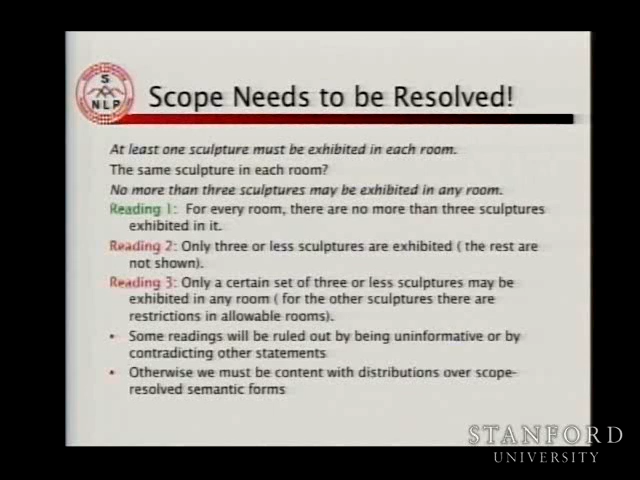 S
NLP
Scope Needs to be Resolved!
At least one sculpture must be exhibited in each room.
The same sculpture in each room?
No more than three sculptures may be exhibited in any room.
Reading 1: For every room, there are no more than three sculptures
exhibited in it.
Reading 2: Only three or less sculptures are exhibited ( the rest are
not shown).
Reading 3: Only a certain set of three or less sculptures may be
exhibited in any room ( for the other sculptures there are
restrictions in allowable rooms).
• Some readings will be ruled out by being uninformative or by
contradicting other statements
• Otherwise we must be content with distributions over scope-
resolved semantic forms
STANFORD
UNIVERSITY